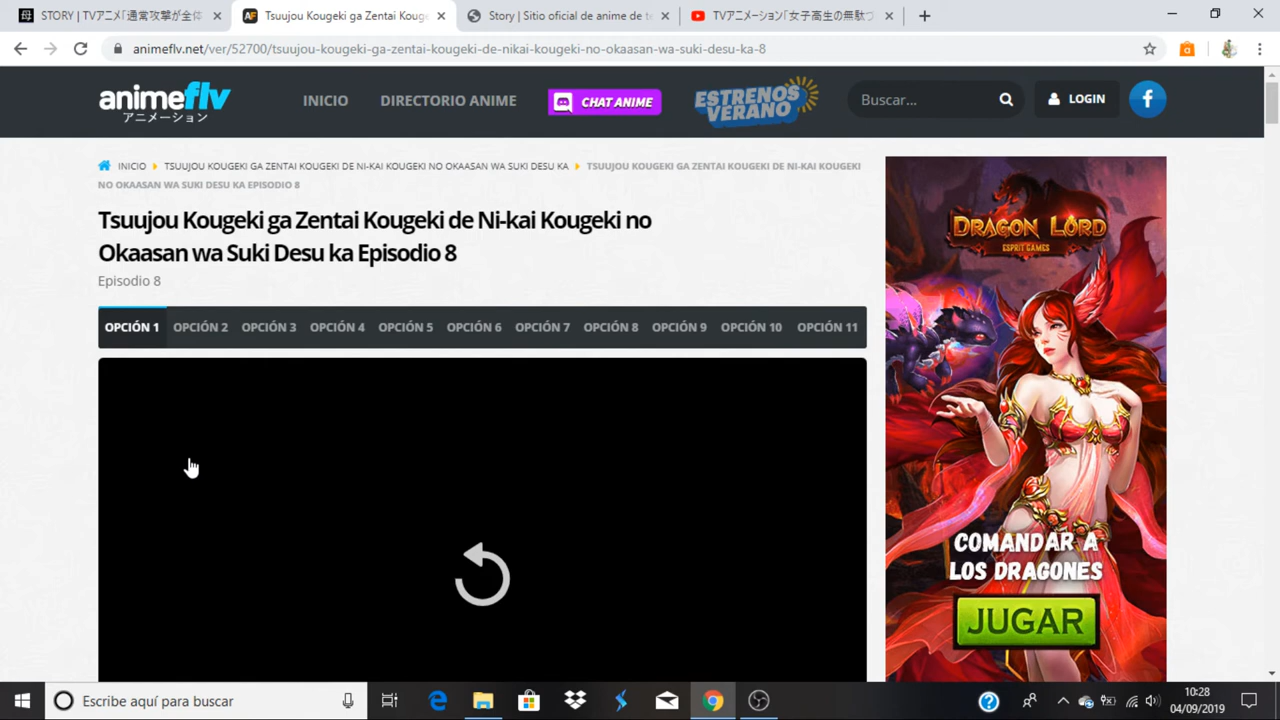 STORY | TVアニメ「通常攻撃が全体
Tsuujou Kougeki ga Zentai Kouge
Story | Sitio oficial de anime de te
TVアニメーション「女子高生の無駄づ
animeflv.net/ver/52700/tsuujou-kougeki-ga-zentai-kougeki-de-nikai-kougeki-no-okaasan-wa-suki-desu-ka-8
animeflv
アニメーション
INICIO
DIRECTORIO ANIME
CHAT ANIME
ESTRENOS
VERANO
Buscar...
LOGIN
INICIO
TSUUJOU KOUGEKI GA ZENTAI KOUGEKI DE NI-KAI KOUGEKI NO OKAASAN WA SUKI DESU KA
TSUUJOU KOUGEKI GA ZENTAI KOUGEKI DE NI-KAI KOUGEKI
NO OKAASAN WA SUKI DESU KA EPISODIO 8
Tsuujou Kougeki ga Zentai Kougeki de Ni-kai Kougeki no
Okaasan wa Suki Desu ka Episodio 8
Episodio 8
OPCIÓN 1
OPCIÓN 2
OPCIÓN 3
OPCIÓN 4
OPCIÓN 5
OPCIÓN 6
OPCIÓN 7
OPCIÓN 8
OPCIÓN 9
OPCIÓN 10
OPCIÓN 11
DRAGON LORD
ESPRIT GAMES
COMANDAR A
LOS DRAGONES
JUGAR
Escribe aquí para buscar
10:28
04/09/2019